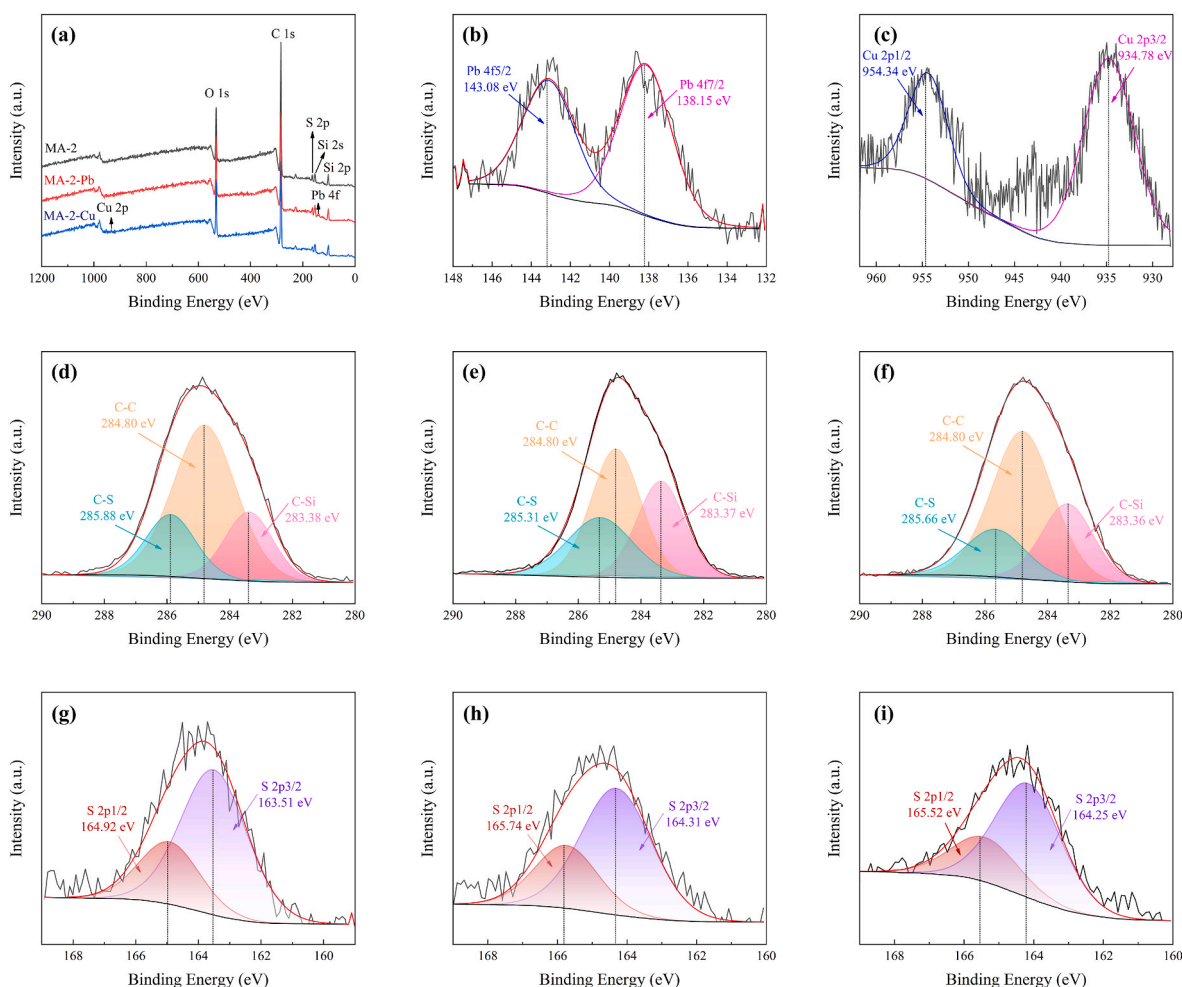 (a)
C 1s
O 1s
S 2p
Si 2s
Si 2p
MA-2
MA-2-Pb
Pb 4f
Cu 2p
MA-2-Cu
1200 1000 800 600 400 200 0
Binding Energy (eV)
Intensity (a.u.)
(b)
Pb 4f5/2
143.08 eV
Pb 4f7/2
138.15 eV
148 146 144 142 140 138 136 134 132
Binding Energy (eV)
Intensity (a.u.)
(c)
Cu 2p1/2
954.34 eV
Cu 2p3/2
934.78 eV
960 955 950 945 940 935 930
Binding Energy (eV)
Intensity (a.u.)
(d)
C-C
284.80 eV
C-S
285.88 eV
C-Si
283.38 eV
290 288 286 284 282 280
Binding Energy (eV)
Intensity (a.u.)
(e)
C-C
284.80 eV
C-S
285.31 eV
C-Si
283.37 eV
290 288 286 284 282 280
Binding Energy (eV)
Intensity (a.u.)
(f)
C-C
284.80 eV
C-S
285.66 eV
C-Si
283.36 eV
290 288 286 284 282 280
Binding Energy (eV)
Intensity (a.u.)
(g)
S 2p1/2
164.92 eV
S 2p3/2
163.51 eV
168 166 164 162 160
Binding Energy (eV)
Intensity (a.u.)
(h)
S 2p1/2
165.74 eV
S 2p3/2
164.31 eV
168 166 164 162 160
Binding Energy (eV)
Intensity (a.u.)
(i)
S 2p1/2
165.52 eV
S 2p3/2
164.25 eV
168 166 164 162 160
Binding Energy (eV)
Intensity (a.u.)